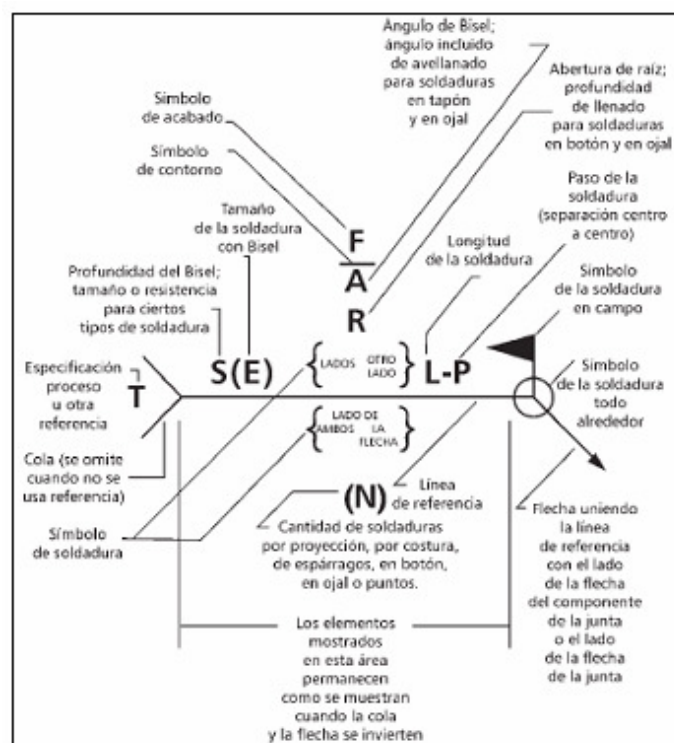 Angulo de Bisel;
ángulo incluido
de avellanado
para soldaduras
en tapón
y en ojal
Abertura de raíz;
profundidad
de llenado
para soldaduras
en botón y en ojal
Símbolo
de acabado
Símbolo
de contorno
Paso de la
soldadura
(separación centro
a centro)
Tamaño
de la soldadura
con Bisel
F
A
R
Longitud
de la soldadura
Profundidad del Bisel;
tamaño o resistencia
para ciertos
tipos de soldadura
Símbolo
de la soldadura
en campo
Especificación
proceso
u otra
referencia
T
S(E)
LADOS OTRO
LADO
L-P
Símbolo
de la soldadura
todo
alrededor
LADO DE
AMBOS LA
FLECHA
Cola (se omite
cuando no se
usa referencia)
(N)
Línea
de referencia
Símbolo
de soldadura
Cantidad de soldaduras
por proyección, por costura,
de espárragos, en botón,
en ojal o puntos.
Flecha uniendo
la línea
de referencia
con el lado
de la flecha
del componente
de la junta
o el lado
de la flecha
de la junta
Los elementos
mostrados
en esta área
permanecen
como se muestran
cuando la cola
y la flecha se invierten